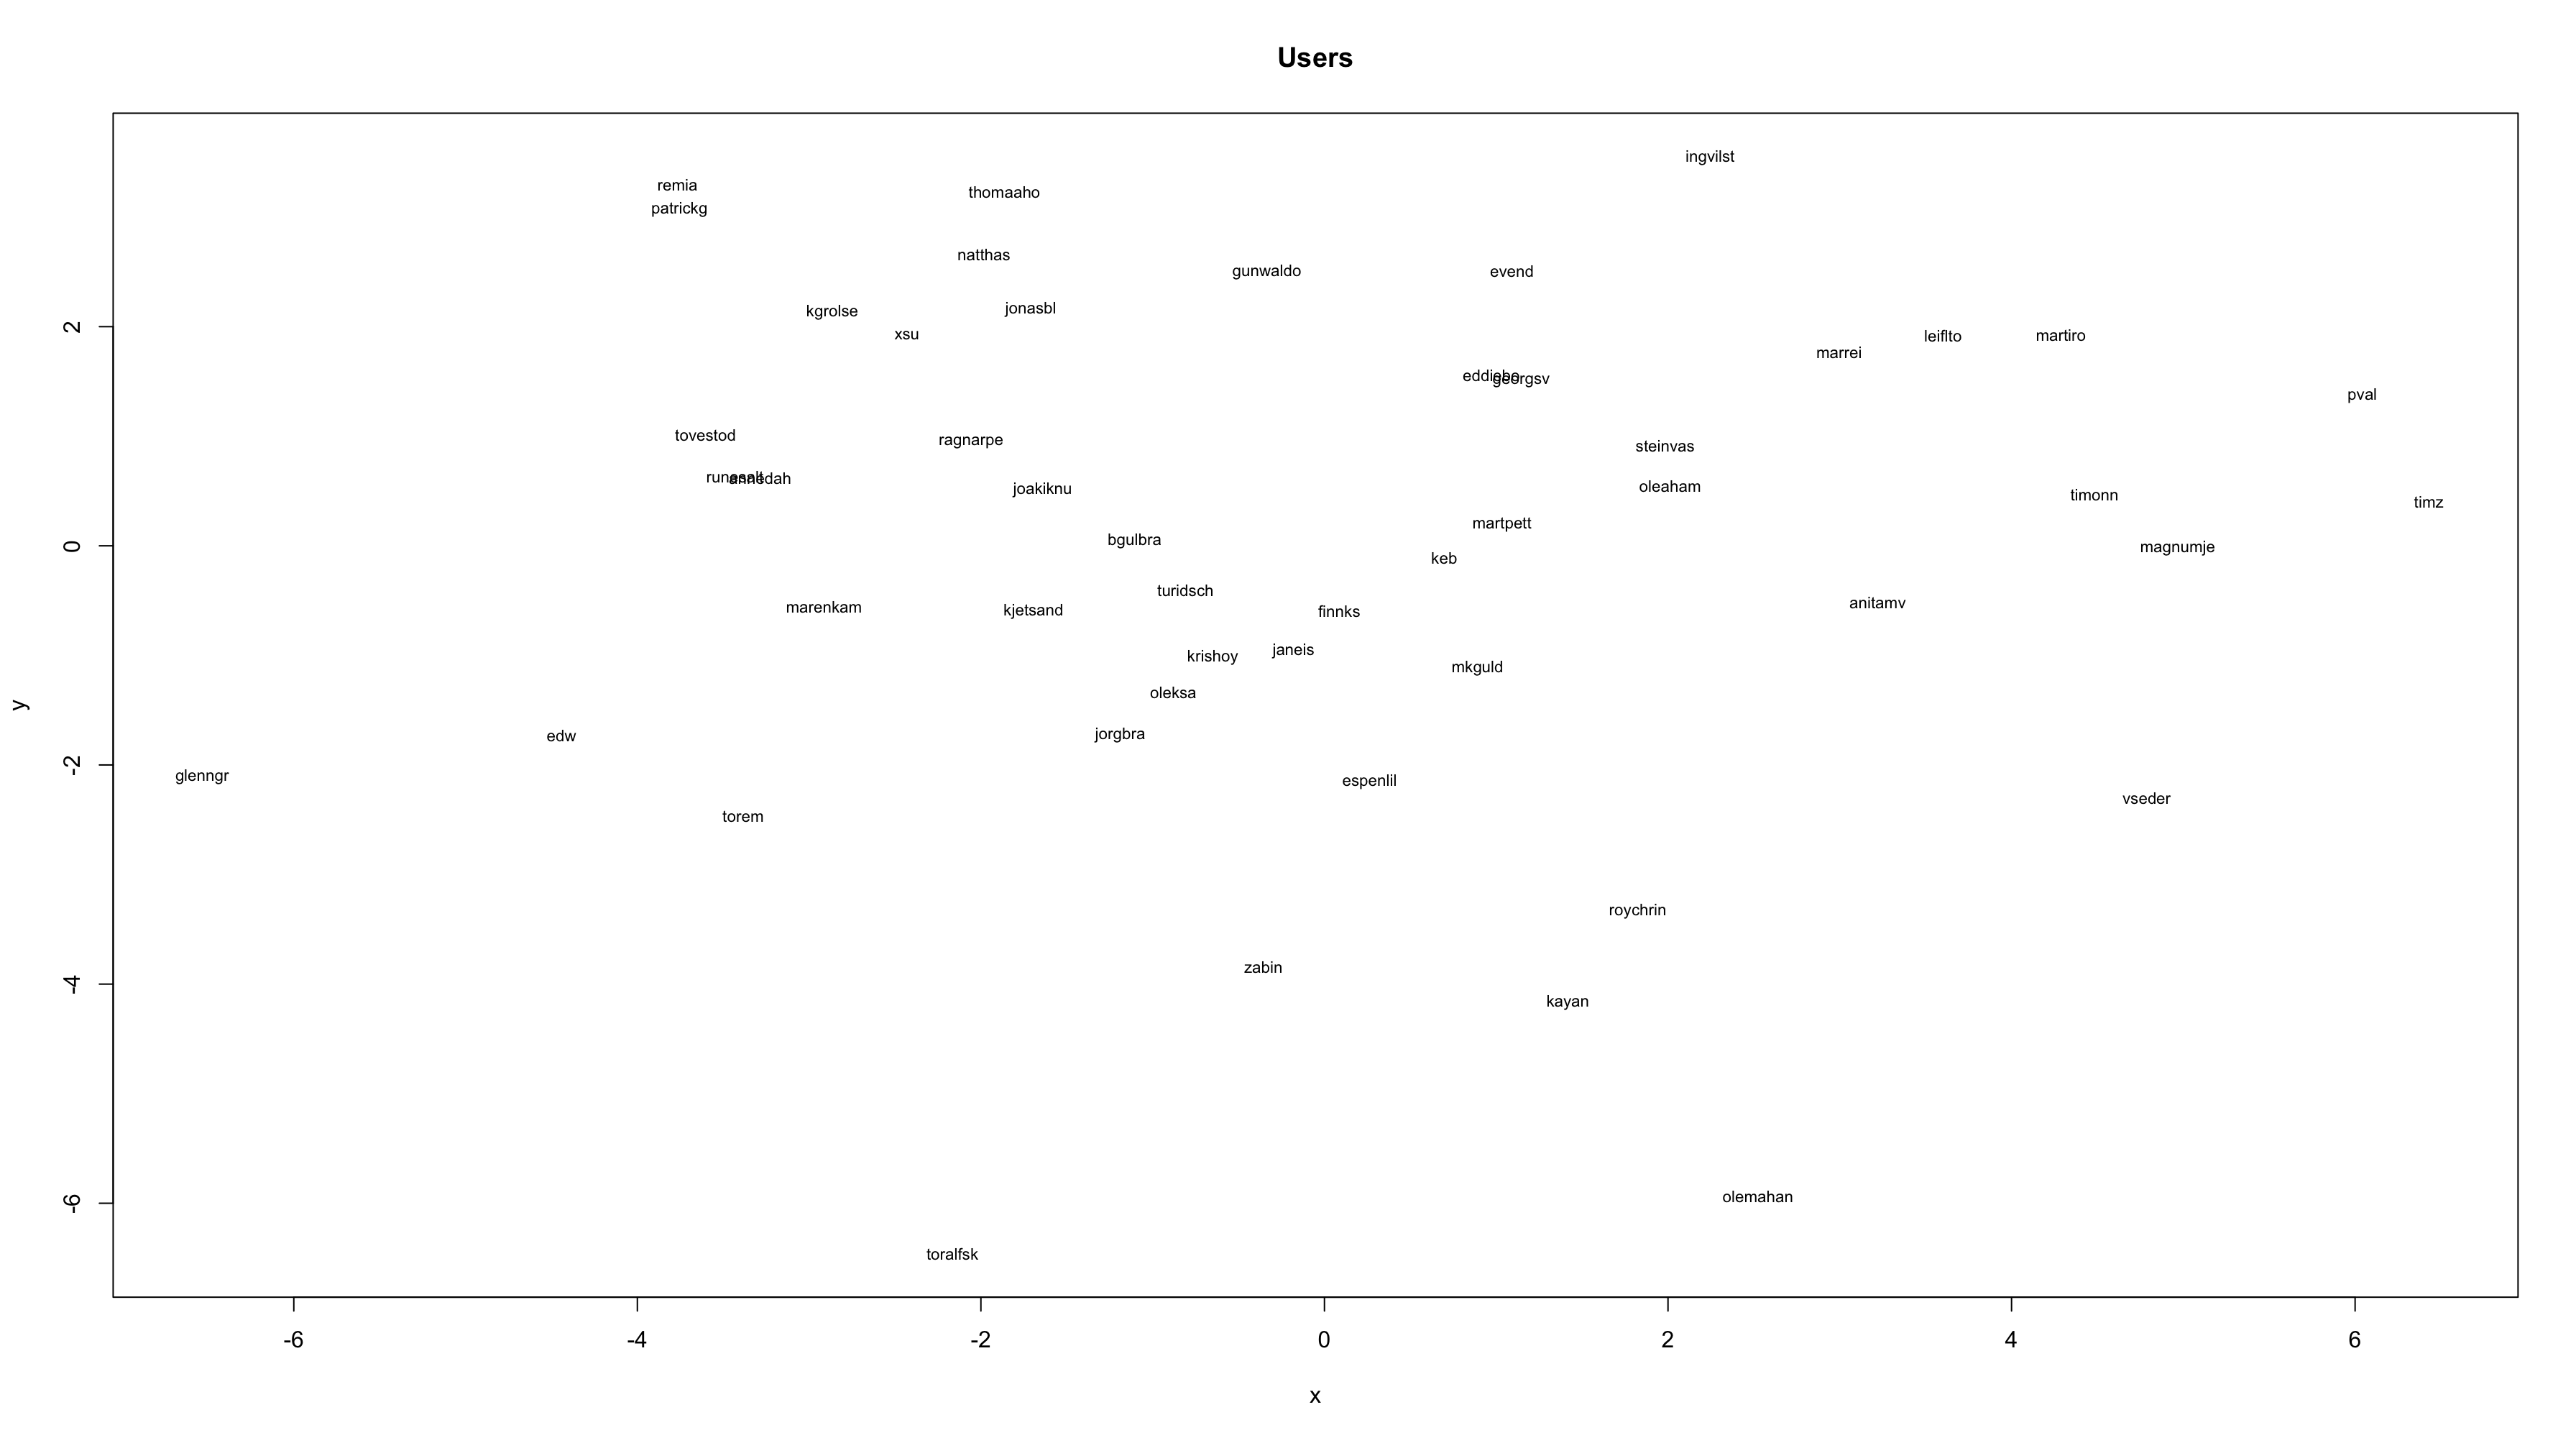 Users
ingvilst
remia
thomaaho
patrickg
natthas
gunwaldo
evend
kgrolse
jonasbl
xsu
leiflto
martiro
marrei
georgsv
pval
tovestod
ragnarpe
steinvas
annedah
joakiknu
oleaham
timonn
timz
martpett
bgulbra
magnumje
keb
turidsch
anitamv
marenkam
kjetsand
finnks
janeis
krishoy
mkguld
oleksa
edw
jorgbra
glenngr
espenlil
vseder
torem
roychrin
zabin
kayan
olemahan
toralfsk
2
0
-2
-4
-6
y
-6
-4
-2
0
2
4
6
x